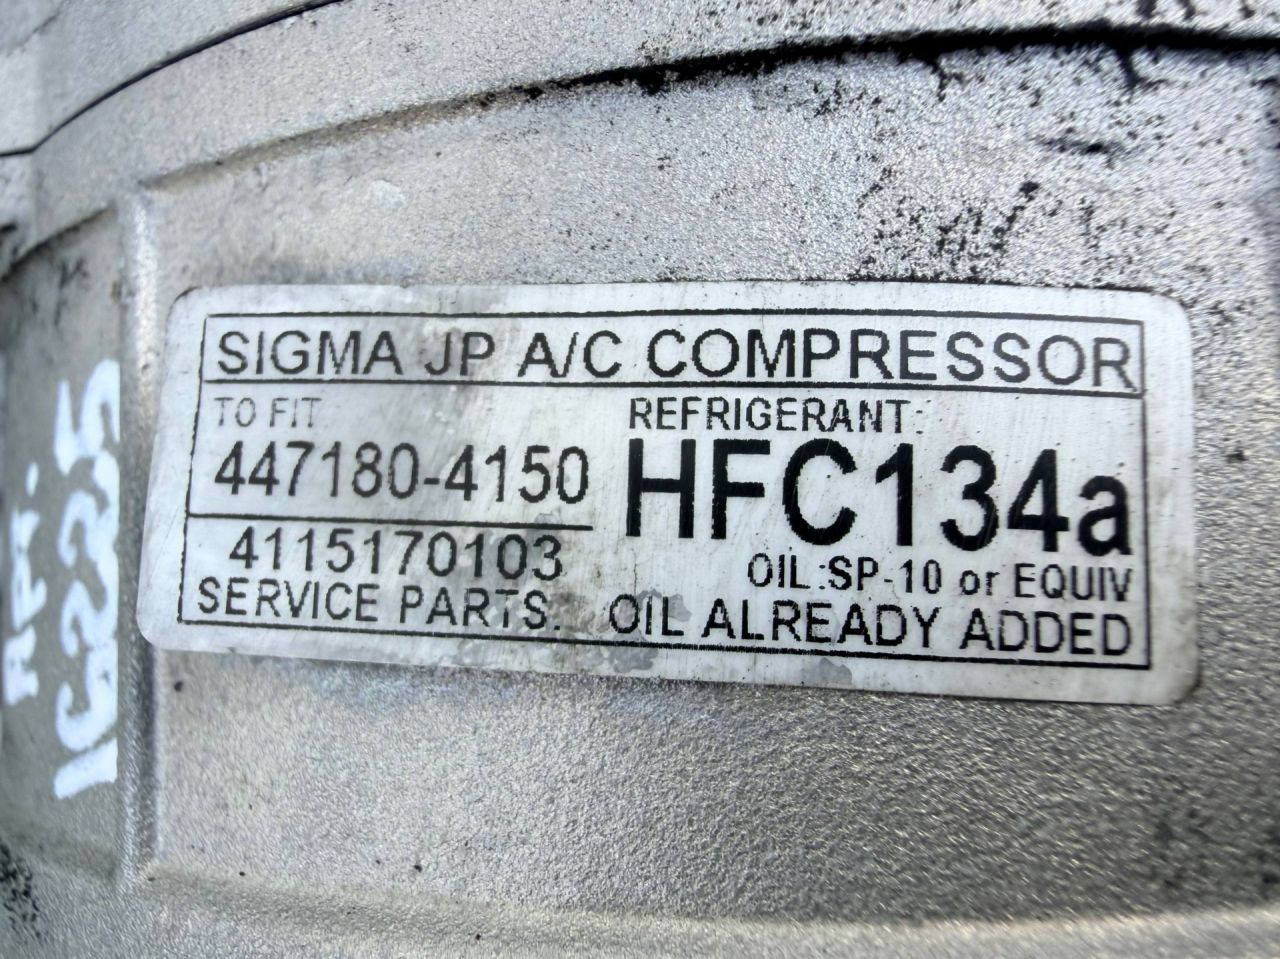 SIGMA JP A/C COMPRESSOR
TO FIT
447180-4150
4115170103
SERVICE PARTS.
REFRIGERANT:
HFC134a
OIL:SP-10 or EQUIV
OIL ALREADY ADDED